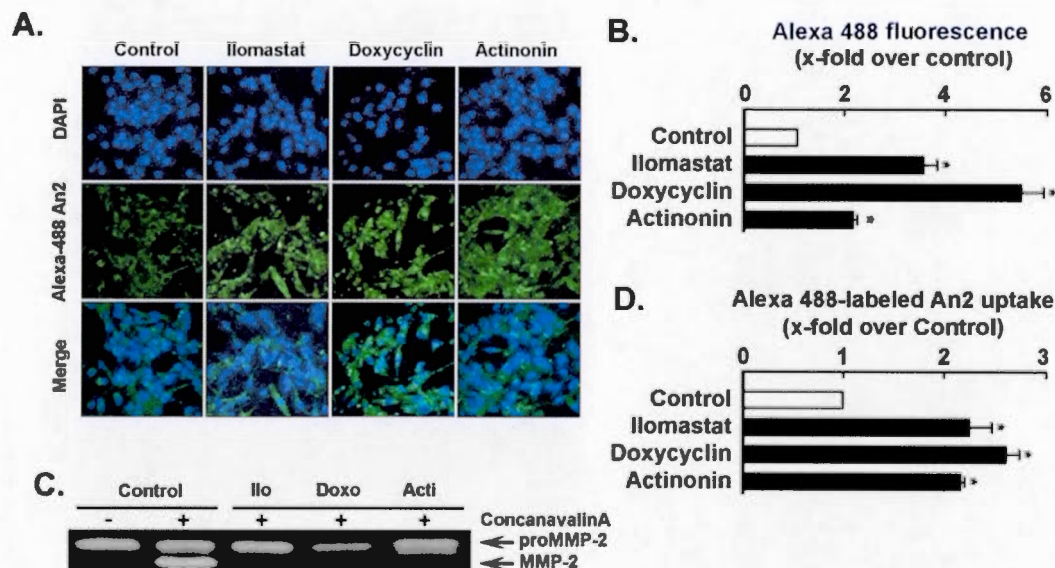 A.
Control Ilomastat Doxycyclin Actinonin
DAPI
Alexa-488 An2
Merge
B.
Alexa 488 fluorescence
(x-fold over control)
0 2 4 6
Control
Ilomastat *
Doxycyclin *
Actinonin *
C.
Control Ilo Doxo Acti
- + + + + ConcanavalinA
proMMP-2
MMP-2
D.
Alexa 488-labeled An2 uptake
(x-fold over Control)
0 1 2 3
Control
Ilomastat *
Doxycyclin *
Actinonin *